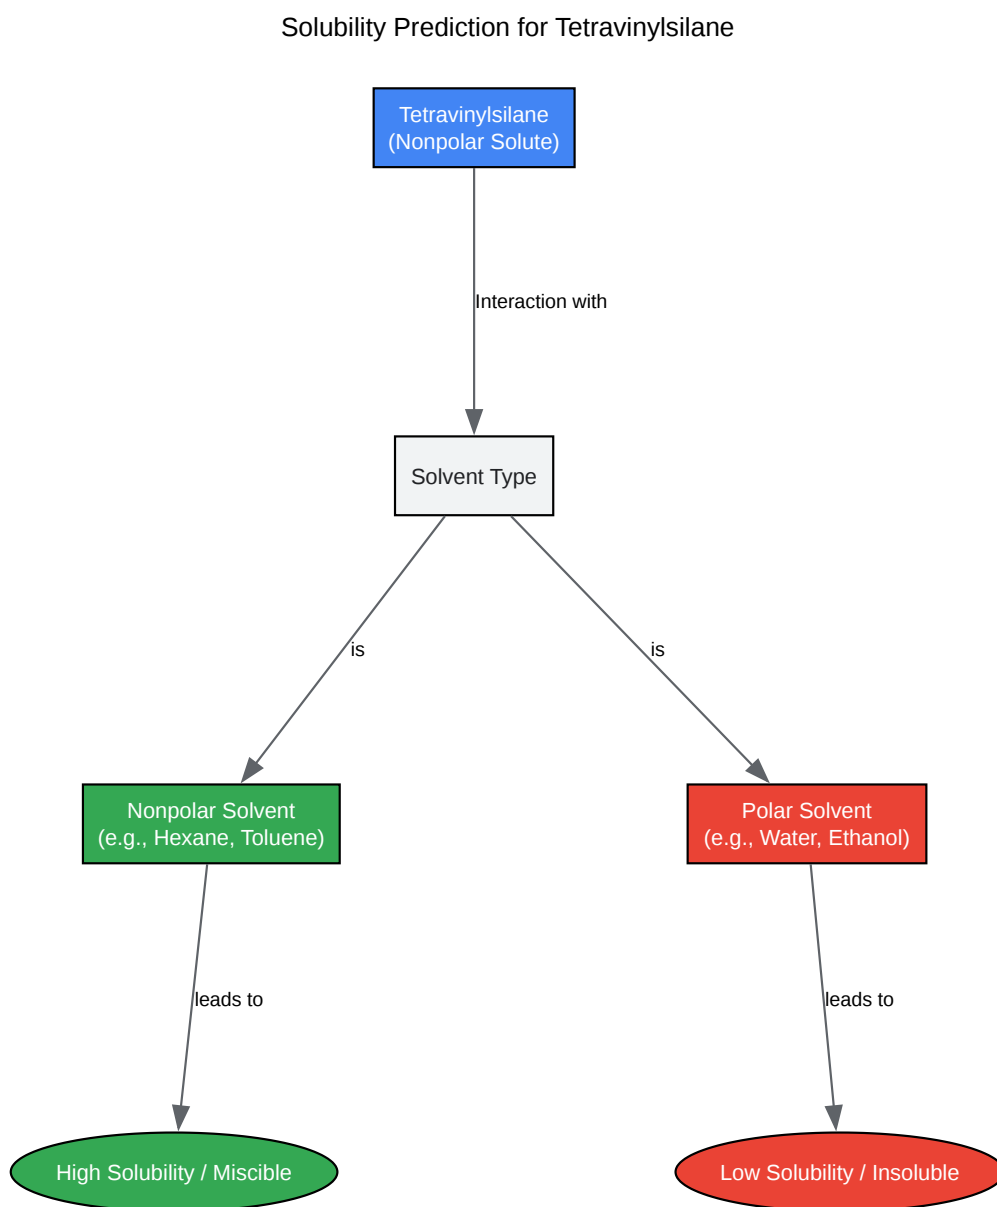 Solubility Prediction for Tetravinylsilane
Tetravinylsilane
(Nonpolar Solute)
Interaction with
Solvent Type
is
is
Nonpolar Solvent
(e.g., Hexane, Toluene)
Polar Solvent
(e.g., Water, Ethanol)
leads to
leads to
High Solubility / Miscible
Low Solubility / Insoluble